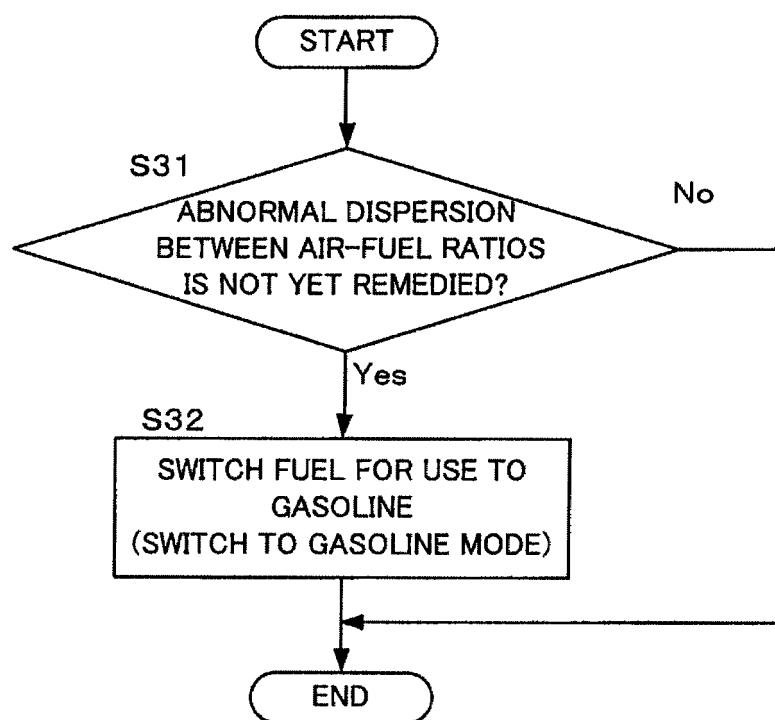 START
S31
ABNORMAL DISPERSION
BETWEEN AIR-FUEL RATIOS
IS NOT YET REMEDIED?
No
Yes
S32
SWITCH FUEL FOR USE TO
GASOLINE
(SWITCH TO GASOLINE MODE)
END